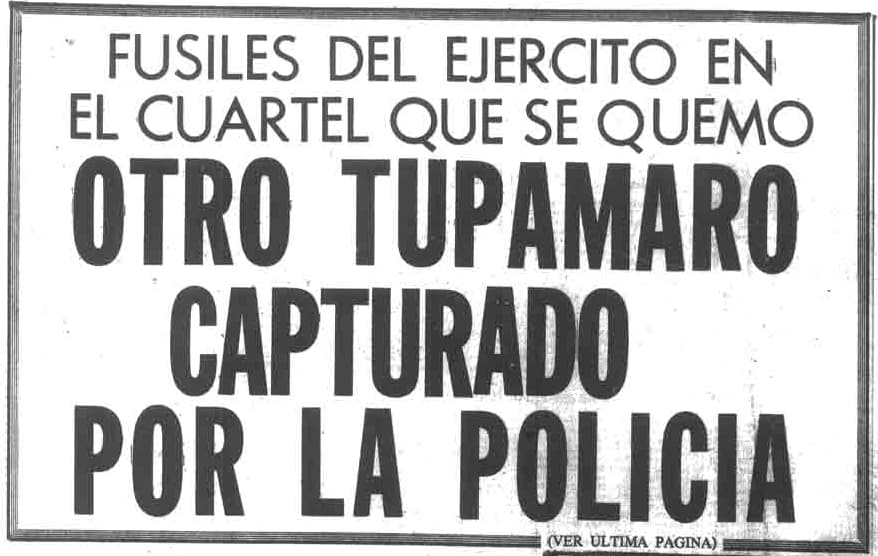 FUSILES DEL EJERCITO EN
EL CUARTEL QUE SE QUEMO
OTRO TUPAMARO
CAPTURADO
POR LA POLICIA
(VER ULTIMA PAGINA)